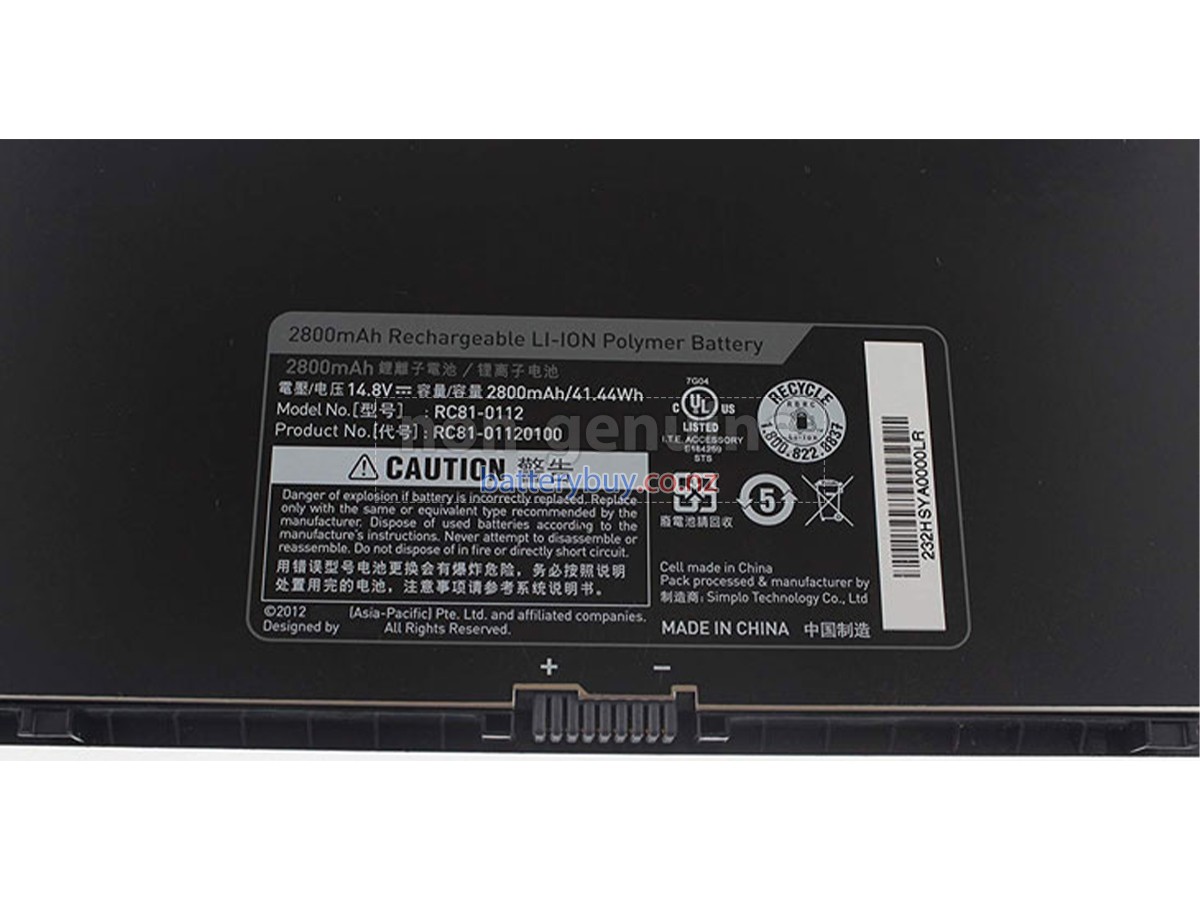 2800mAh Rechargeable LI-ION Polymer Battery
2800mAh 鋰離子電池 / 锂离子电池
電壓/电压 14.8V⎓ 容量/容量 2800mAh/41.44Wh
Model No.[型号] : RC81-0112
Product No.[代号] : RC81-01120100
non-genuine
⚠ CAUTION 警告
batterybuy.co.nz
Danger of explosion if battery is incorrectly replaced. Replace
only with the same or equivalent type recommended by the
manufacturer. Dispose of used batteries according to the
manufacturer's instructions. Never attempt to disassemble or
reassemble. Do not dispose of in fire or directly short circuit.
用错误型号电池更换会有爆炸危险，务必按照说明
处置用完的电池，注意事项请参考系统说明书。
©2012 (Asia-Pacific) Pte. Ltd. and affiliated companies.
Designed by All Rights Reserved.
7G04
C UL US
LISTED
I.T.E. ACCESSORY
E184259
STS
RECYCLE
RBRC
Li-Ion
1.800.822.8837
廢電池請回收
5
Cell made in China
Pack processed & manufacturer by
制造商: Simplo Technology Co., Ltd
MADE IN CHINA 中国制造
232HSYA0000LR
+ −